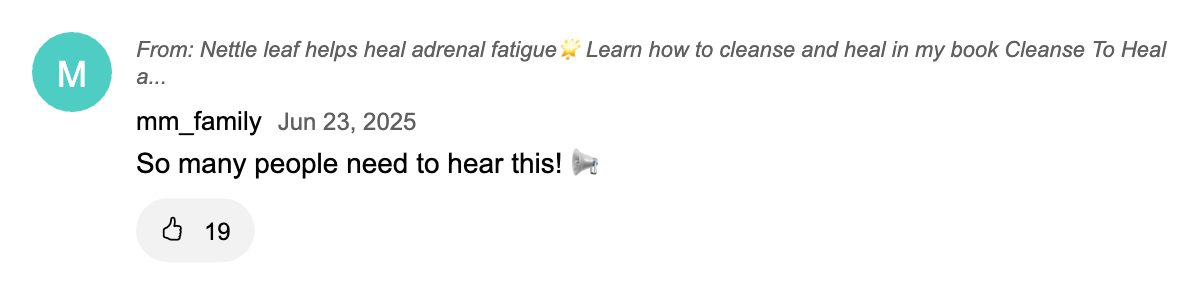 M
From: Nettle leaf helps heal adrenal fatigue🌟 Learn how to cleanse and heal in my book Cleanse To Heal
a...
mm_family Jun 23, 2025
So many people need to hear this! 📢
19